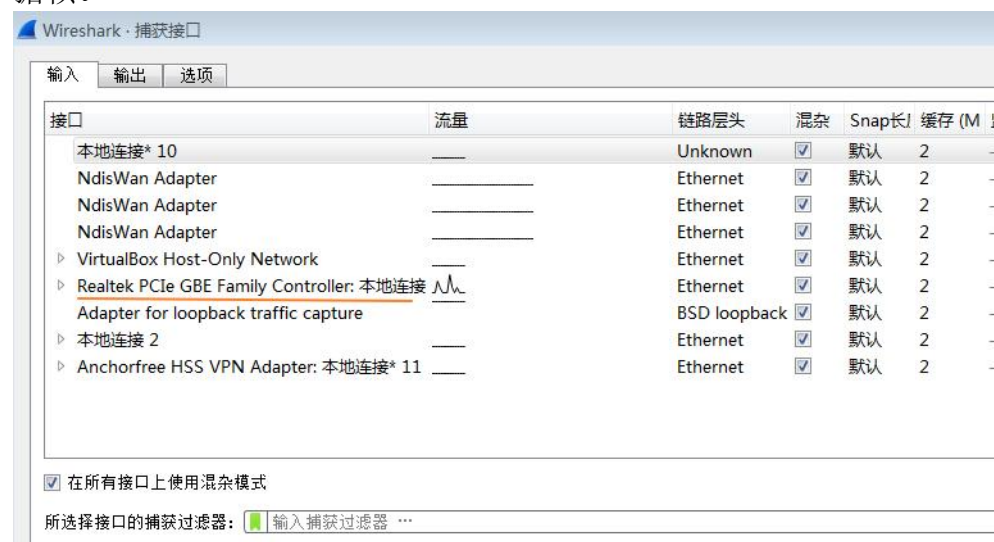 Wireshark · 捕获接口
输入 输出 选项
接口 流量 链路层头 混杂 Snap长 缓存 (M
本地连接* 10 Unknown 默认 2
NdisWan Adapter Ethernet 默认 2
NdisWan Adapter Ethernet 默认 2
NdisWan Adapter Ethernet 默认 2
VirtualBox Host-Only Network Ethernet 默认 2
Realtek PCIe GBE Family Controller: 本地连接 Ethernet 默认 2
Adapter for loopback traffic capture BSD loopback 默认 2
本地连接 2 Ethernet 默认 2
Anchorfree HSS VPN Adapter: 本地连接* 11 Ethernet 默认 2
在所有接口上使用混杂模式
所选择接口的捕获过滤器: 输入捕获过滤器 …